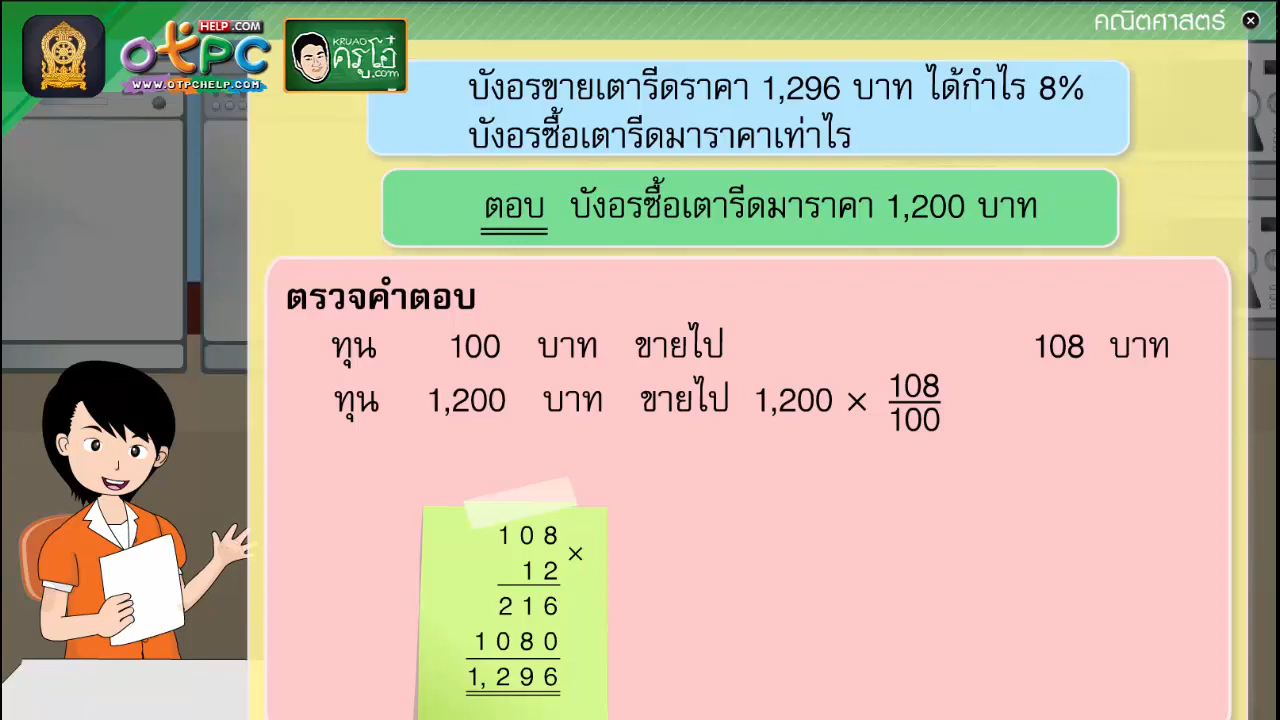 คณิตศาสตร์
HELP.COM
OTPC
WWW.OTPCHELP.COM
KRUAO
ครูโอ๋
.com
บังอรขายเตารีดราคา 1,296 บาท ได้กำไร 8%
บังอรซื้อเตารีดมาราคาเท่าไร
ตอบ บังอรซื้อเตารีดมาราคา 1,200 บาท
ตรวจคำตอบ
ทุน 100 บาท ขายไป 108 บาท
ทุน 1,200 บาท ขายไป 1,200 × 108/100
108
×
12
216
1080
1,296